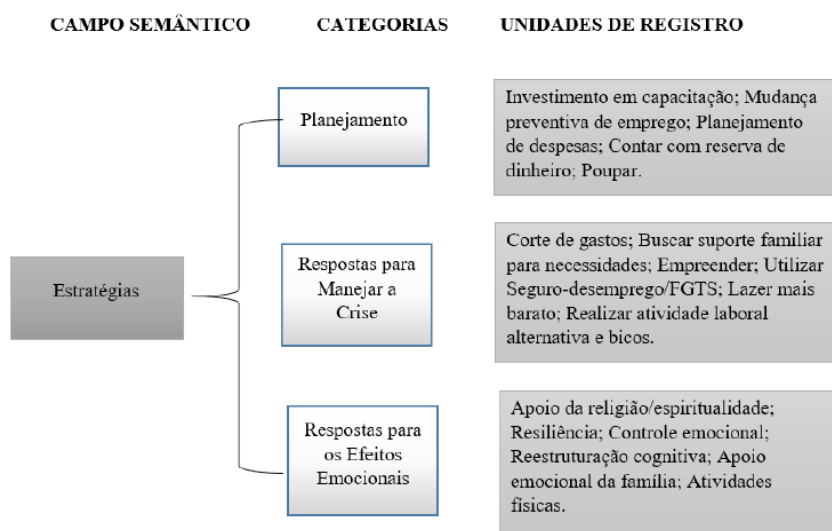 CAMPO SEMÂNTICO
CATEGORIAS
UNIDADES DE REGISTRO
Planejamento
Investimento em capacitação; Mudança
preventiva de emprego; Planejamento
de despesas; Contar com reserva de
dinheiro; Poupar.
Estratégias
Respostas para
Manejar a
Crise
Corte de gastos; Buscar suporte familiar
para necessidades; Empreender; Utilizar
Seguro-desemprego/FGTS; Lazer mais
barato; Realizar atividade laboral
alternativa e bicos.
Respostas para
os Efeitos
Emocionais
Apoio da religião/espiritualidade;
Resiliência; Controle emocional;
Reestruturação cognitiva; Apoio
emocional da família; Atividades
físicas.